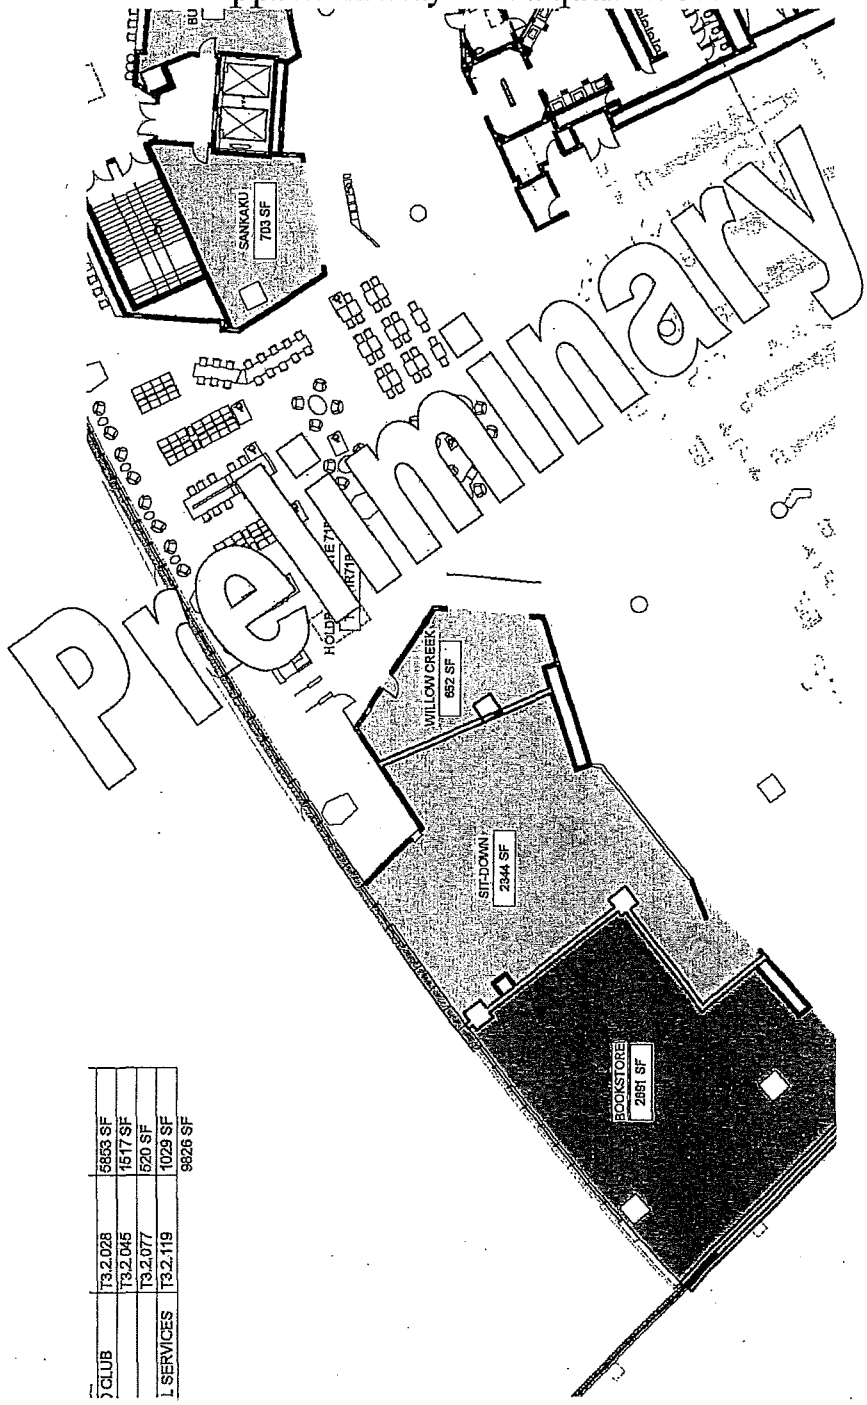 BU
SANKAKU
703 SF
Preliminary
WILLOW CREEK
652 SF
SIT-DOWN
2344 SF
BOOKSTORE
2891 SF
CLUB T3.2.028 5853 SF
T3.2.045 1517 SF
T3.2.077 520 SF
L SERVICES T3.2.119 1029 SF
9826 SF